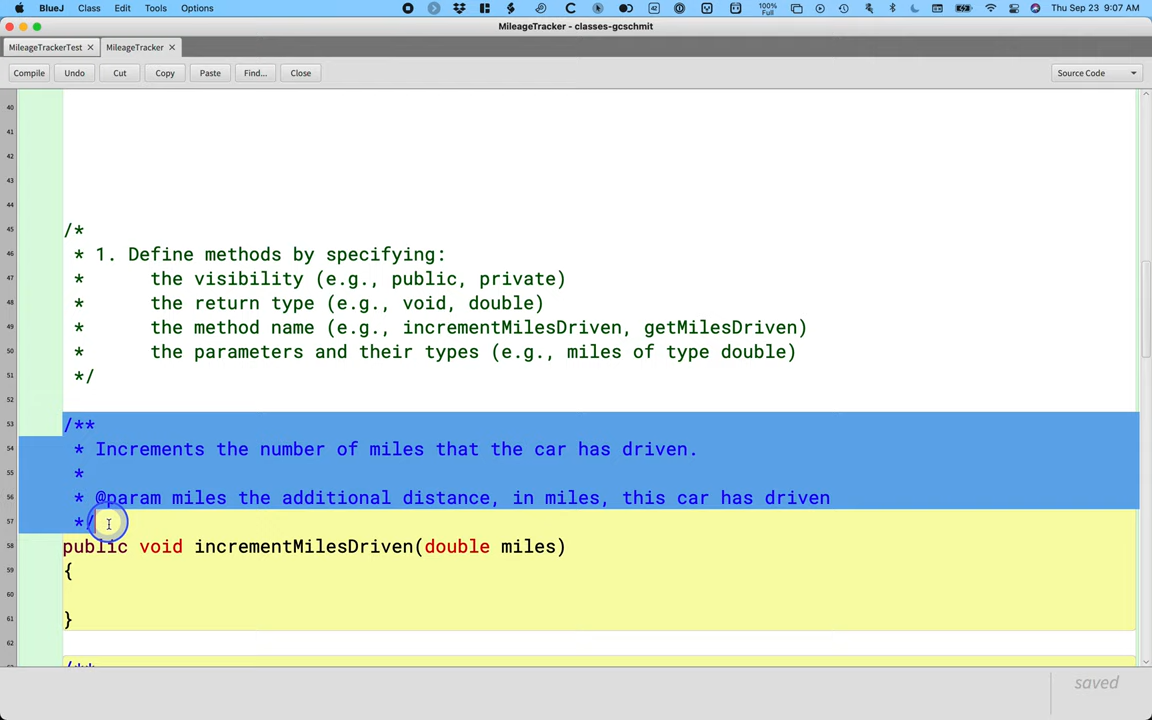 BlueJ Class Edit Tools Options 42 100% Full Thu Sep 23 9:07 AM
MileageTracker - classes-gcschmit
MileageTrackerTest MileageTracker
Compile Undo Cut Copy Paste Find... Close Source Code
40
41
42
43
44
45 /*
46 * 1. Define methods by specifying:
47 * the visibility (e.g., public, private)
48 * the return type (e.g., void, double)
49 * the method name (e.g., incrementMilesDriven, getMilesDriven)
50 * the parameters and their types (e.g., miles of type double)
51 */
52
53 /**
54 * Increments the number of miles that the car has driven.
55 *
56 * @param miles the additional distance, in miles, this car has driven
57 */
58 public void incrementMilesDriven(double miles)
59 {
60
61 }
62
/**
saved